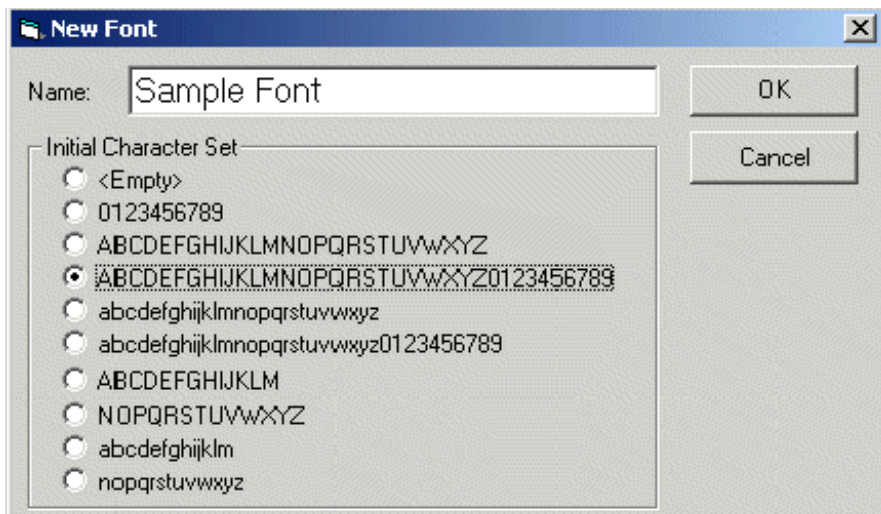 New Font
Name: Sample Font OK
Initial Character Set Cancel
<Empty>
0123456789
ABCDEFGHIJKLMNOPQRSTUVWXYZ
ABCDEFGHIJKLMNOPQRSTUVWXYZ0123456789
abcdefghijklmnopqrstuvwxyz
abcdefghijklmnopqrstuvwxyz0123456789
ABCDEFGHIJKLM
NOPQRSTUVWXYZ
abcdefghijklm
nopqrstuvwxyz